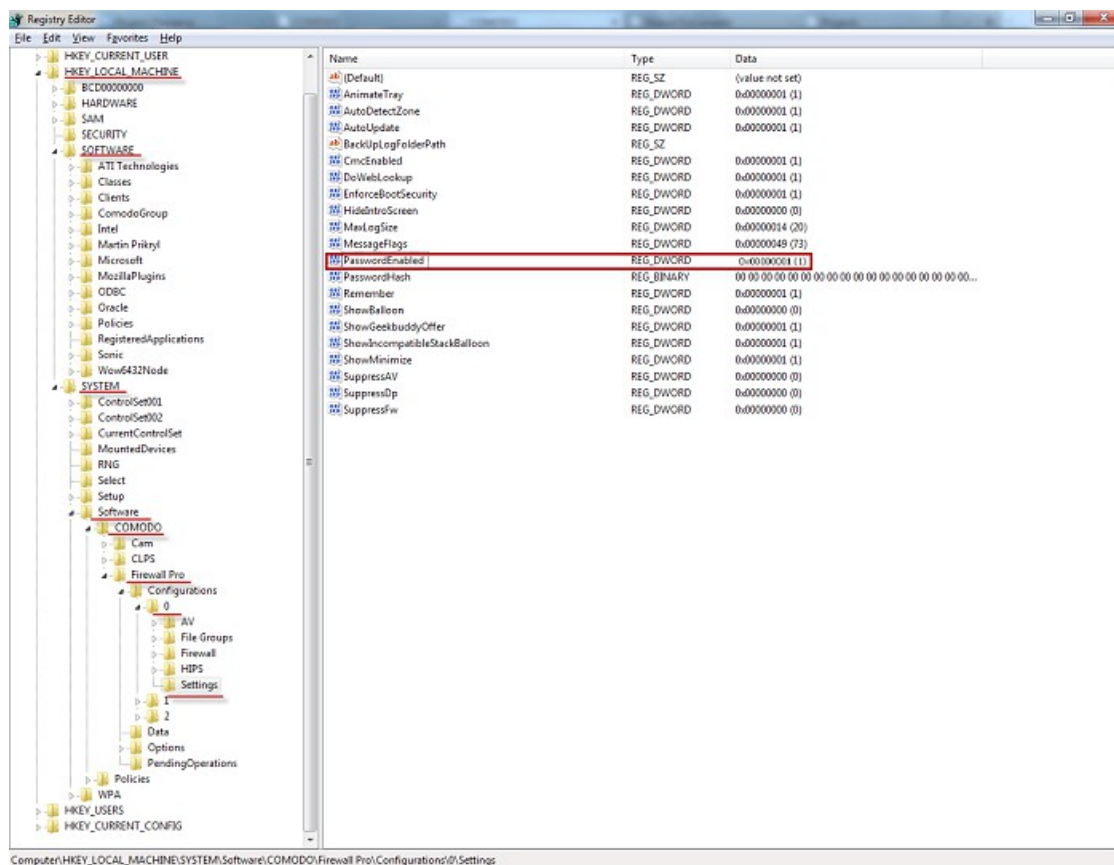 Registry Editor
File Edit View Favorites Help
HKEY_CURRENT_USER
HKEY_LOCAL_MACHINE
BCD00000000
HARDWARE
SAM
SECURITY
SOFTWARE
ATI Technologies
Classes
Clients
ComodoGroup
Intel
Martin Prikryl
Microsoft
MozillaPlugins
ODBC
Oracle
Policies
RegisteredApplications
Sonic
Wow6432Node
SYSTEM
ControlSet001
ControlSet002
CurrentControlSet
MountedDevices
RNG
Select
Setup
Software
COMODO
Cam
CLPS
Firewall Pro
Configurations
0
AV
File Groups
Firewall
HIPS
Settings
1
2
Data
Options
PendingOperations
Policies
WPA
HKEY_USERS
HKEY_CURRENT_CONFIG
Name Type Data
(Default) REG_SZ (value not set)
AnimateTray REG_DWORD 0x00000001 (1)
AutoDetectZone REG_DWORD 0x00000001 (1)
AutoUpdate REG_DWORD 0x00000001 (1)
BackUpLogFolderPath REG_SZ
CmcEnabled REG_DWORD 0x00000001 (1)
DoWebLookup REG_DWORD 0x00000001 (1)
EnforceBootSecurity REG_DWORD 0x00000001 (1)
HideIntroScreen REG_DWORD 0x00000000 (0)
MaxLogSize REG_DWORD 0x00000014 (20)
MessageFlags REG_DWORD 0x00000049 (73)
PasswordEnabled REG_DWORD 0x00000001 (1)
PasswordHash REG_BINARY 00 00 00 00 00 00 00 00 00 00 00 00 00 00 00 00 00 00...
Remember REG_DWORD 0x00000001 (1)
ShowBalloon REG_DWORD 0x00000000 (0)
ShowGeekbuddyOffer REG_DWORD 0x00000001 (1)
ShowIncompatibleStackBalloon REG_DWORD 0x00000001 (1)
ShowMinimize REG_DWORD 0x00000001 (1)
SuppressAV REG_DWORD 0x00000000 (0)
SuppressDp REG_DWORD 0x00000000 (0)
SuppressFw REG_DWORD 0x00000000 (0)
Computer\HKEY_LOCAL_MACHINE\SYSTEM\Software\COMODO\Firewall Pro\Configurations\0\Settings